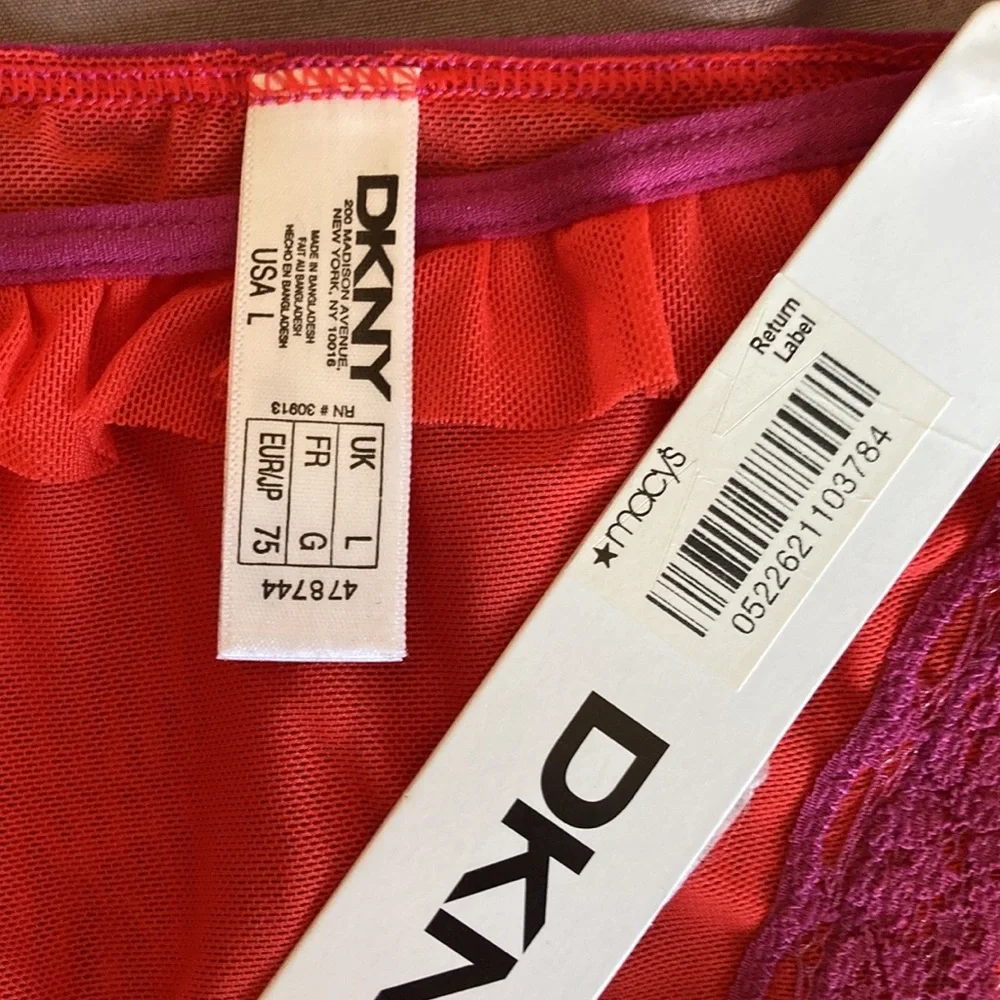 DKNY
200 MADISON AVENUE,
NEW YORK, NY 10016
MADE IN BANGLADESH
FAIT AU BANGLADESH
HECHO EN BANGLADESH
USA L
RN # 30913
UK L
FR G
EUR/JP 75
478744
Return
Label
★macy's
0522621103784
DKN